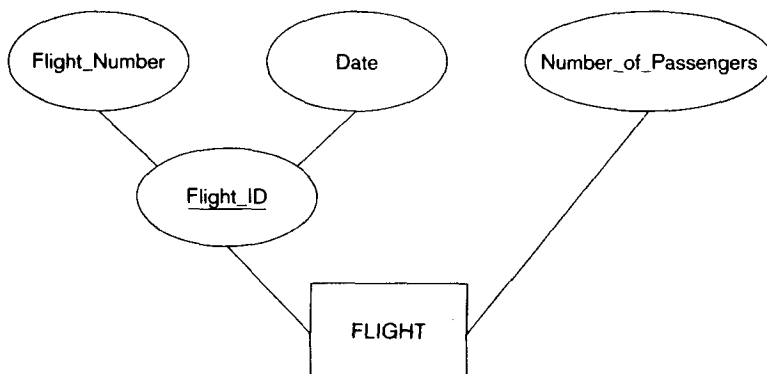 Flight_Number
Date
Number_of_Passengers
Flight_ID
FLIGHT